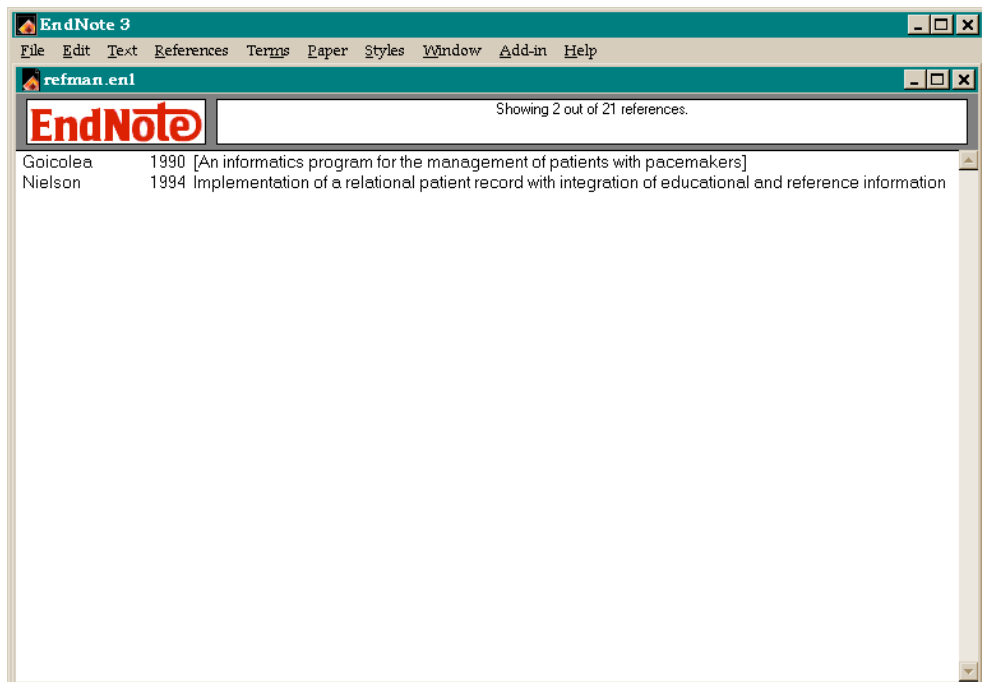 EndNote 3
File Edit Text References Terms Paper Styles Window Add-in Help
refman.enl
EndNote
Showing 2 out of 21 references.
Goicolea 1990 [An informatics program for the management of patients with pacemakers]
Nielson 1994 Implementation of a relational patient record with integration of educational and reference information